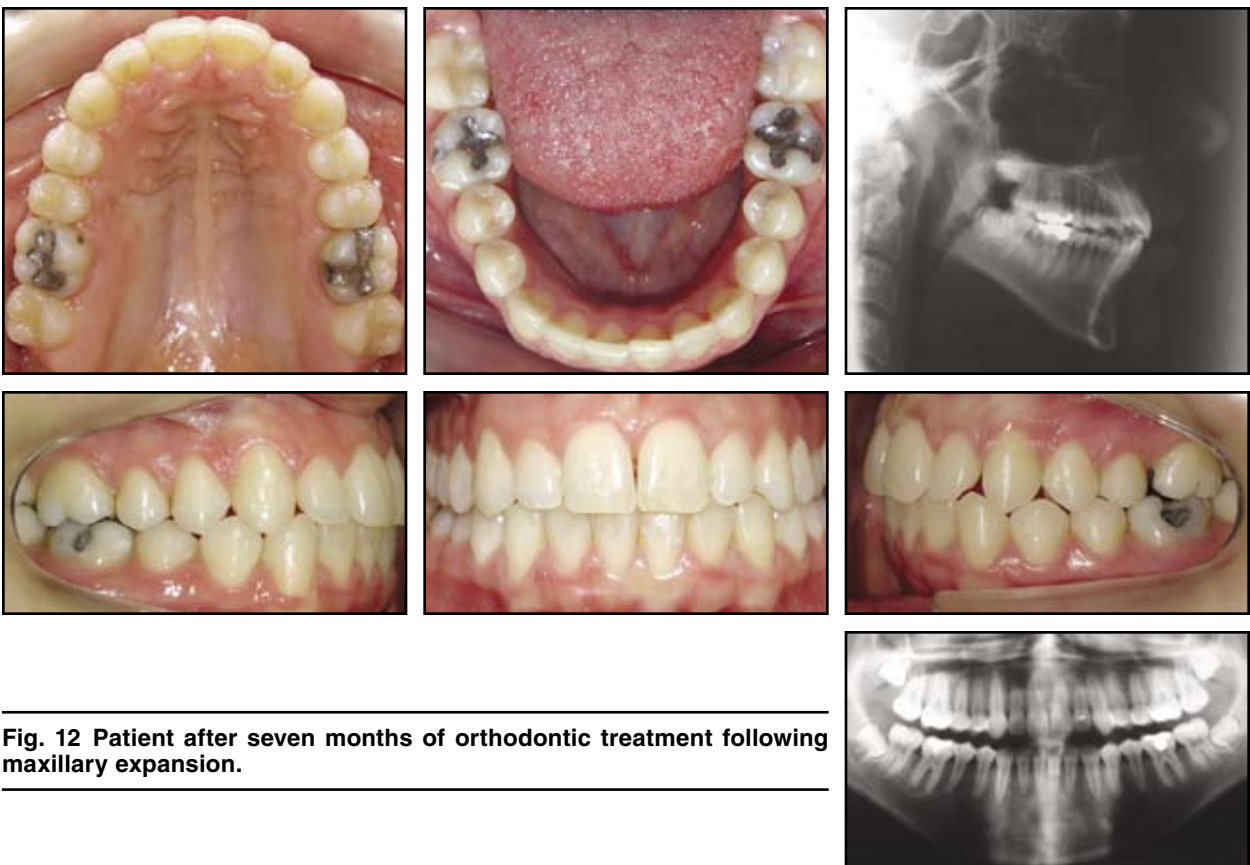 Fig. 12 Patient after seven months of orthodontic treatment following
maxillary expansion.